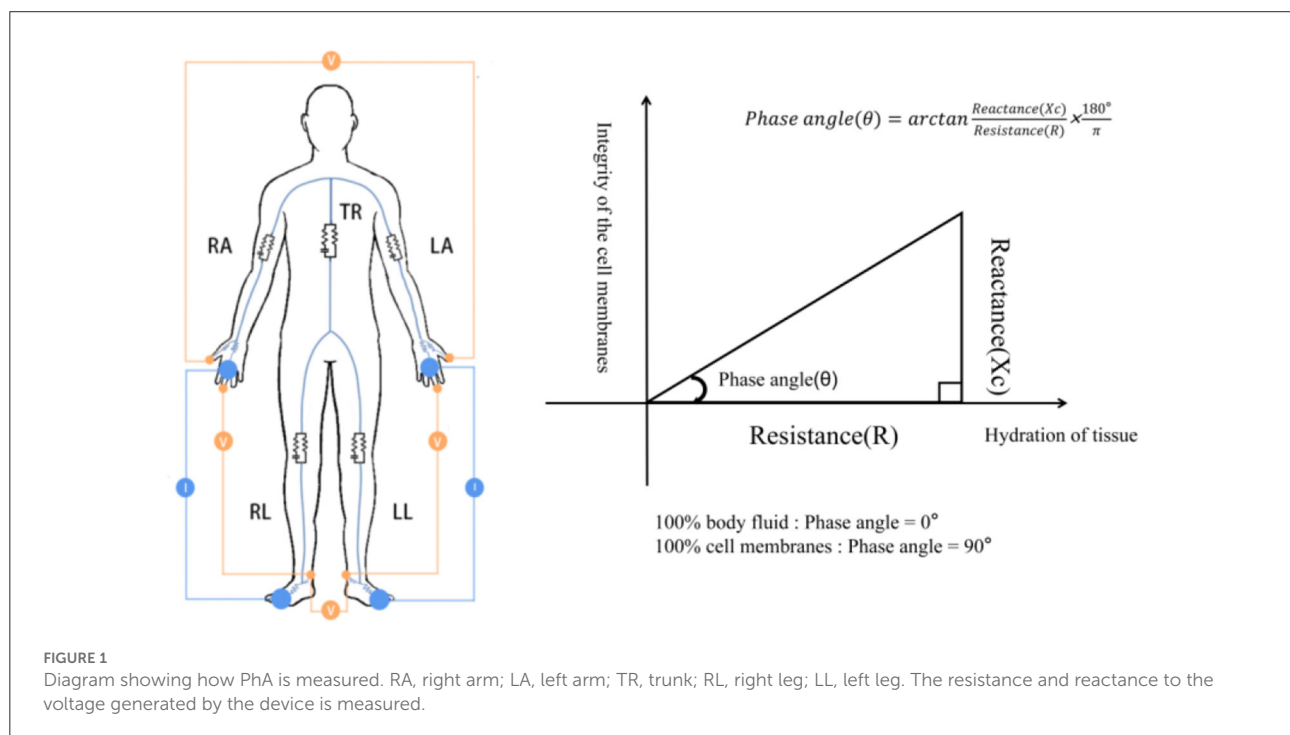 V
TR
RA
LA
V
V
I
I
RL
LL
V
Integrity of the cell membranes
Phase angle(θ) = arctan Reactance(Xc)/Resistance(R) × 180°/π
Reactance(Xc)
Phase angle(θ)
Resistance(R)
Hydration of tissue
100% body fluid : Phase angle = 0°
100% cell membranes : Phase angle = 90°
FIGURE 1
Diagram showing how PhA is measured. RA, right arm; LA, left arm; TR, trunk; RL, right leg; LL, left leg. The resistance and reactance to the
voltage generated by the device is measured.